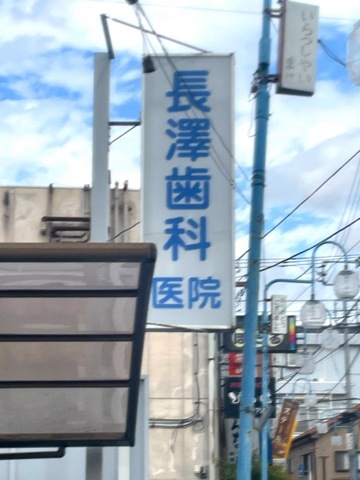 長澤歯科
医院
いらっしゃい
ませ